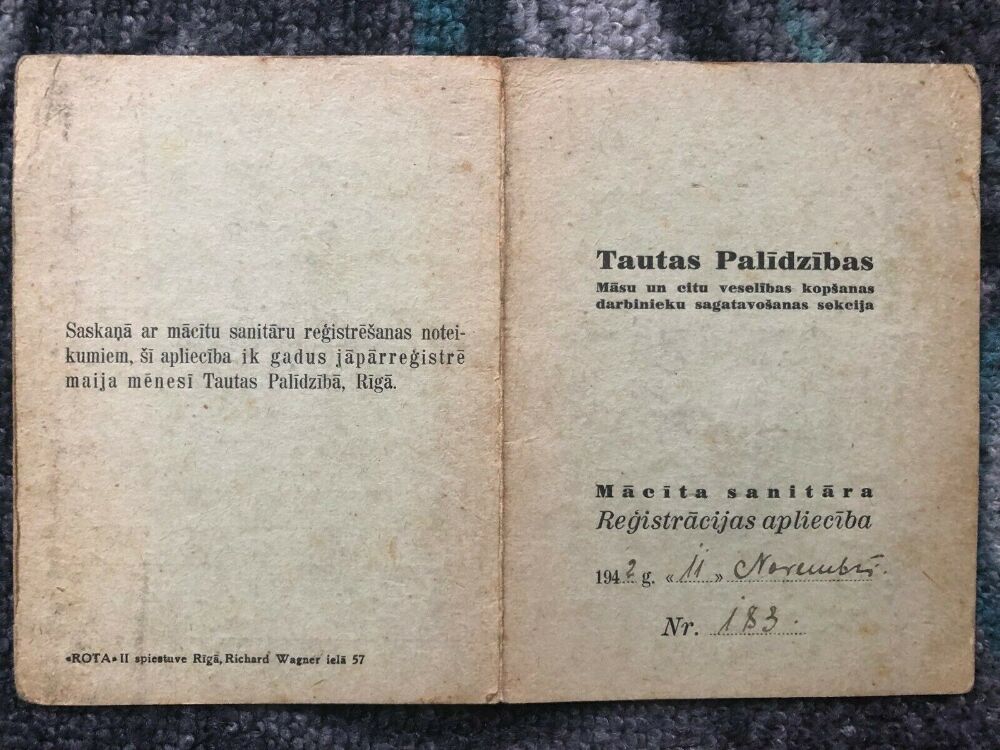 Saskaņā ar mācītu sanitāru reģistrēšanas notei-
kumiem, šī apliecība ik gadus jāpārreģistrē
maija mēnesī Tautas Palīdzībā, Rīgā.
«ROTA» II spiestuve Rīgā, Richard Wagner ielā 57
Tautas Palīdzības
Māsu un citu veselības kopšanas
darbinieku sagatavošanas sekcija
Mācīta sanitāra
Reģistrācijas apliecība
1942 g. «11» Novembrī.
Nr. 183.